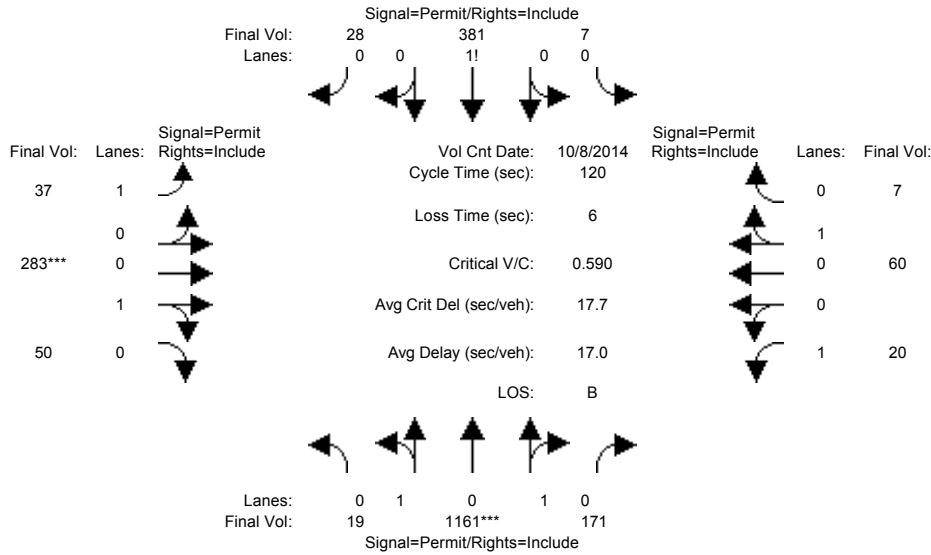 Signal=Permit/Rights=Include
Final Vol: 28 381 7
Lanes: 0 0 1! 0 0
Signal=Permit Signal=Permit
Final Vol: Lanes: Rights=Include Vol Cnt Date: 10/8/2014 Rights=Include Lanes: Final Vol:
Cycle Time (sec): 120
37 1 0 7
Loss Time (sec): 6
0 1
283*** 0 Critical V/C: 0.590 0 60
1 Avg Crit Del (sec/veh): 17.7 0
50 0 Avg Delay (sec/veh): 17.0 1 20
LOS: B
Lanes: 0 1 0 1 0
Final Vol: 19 1161*** 171
Signal=Permit/Rights=Include